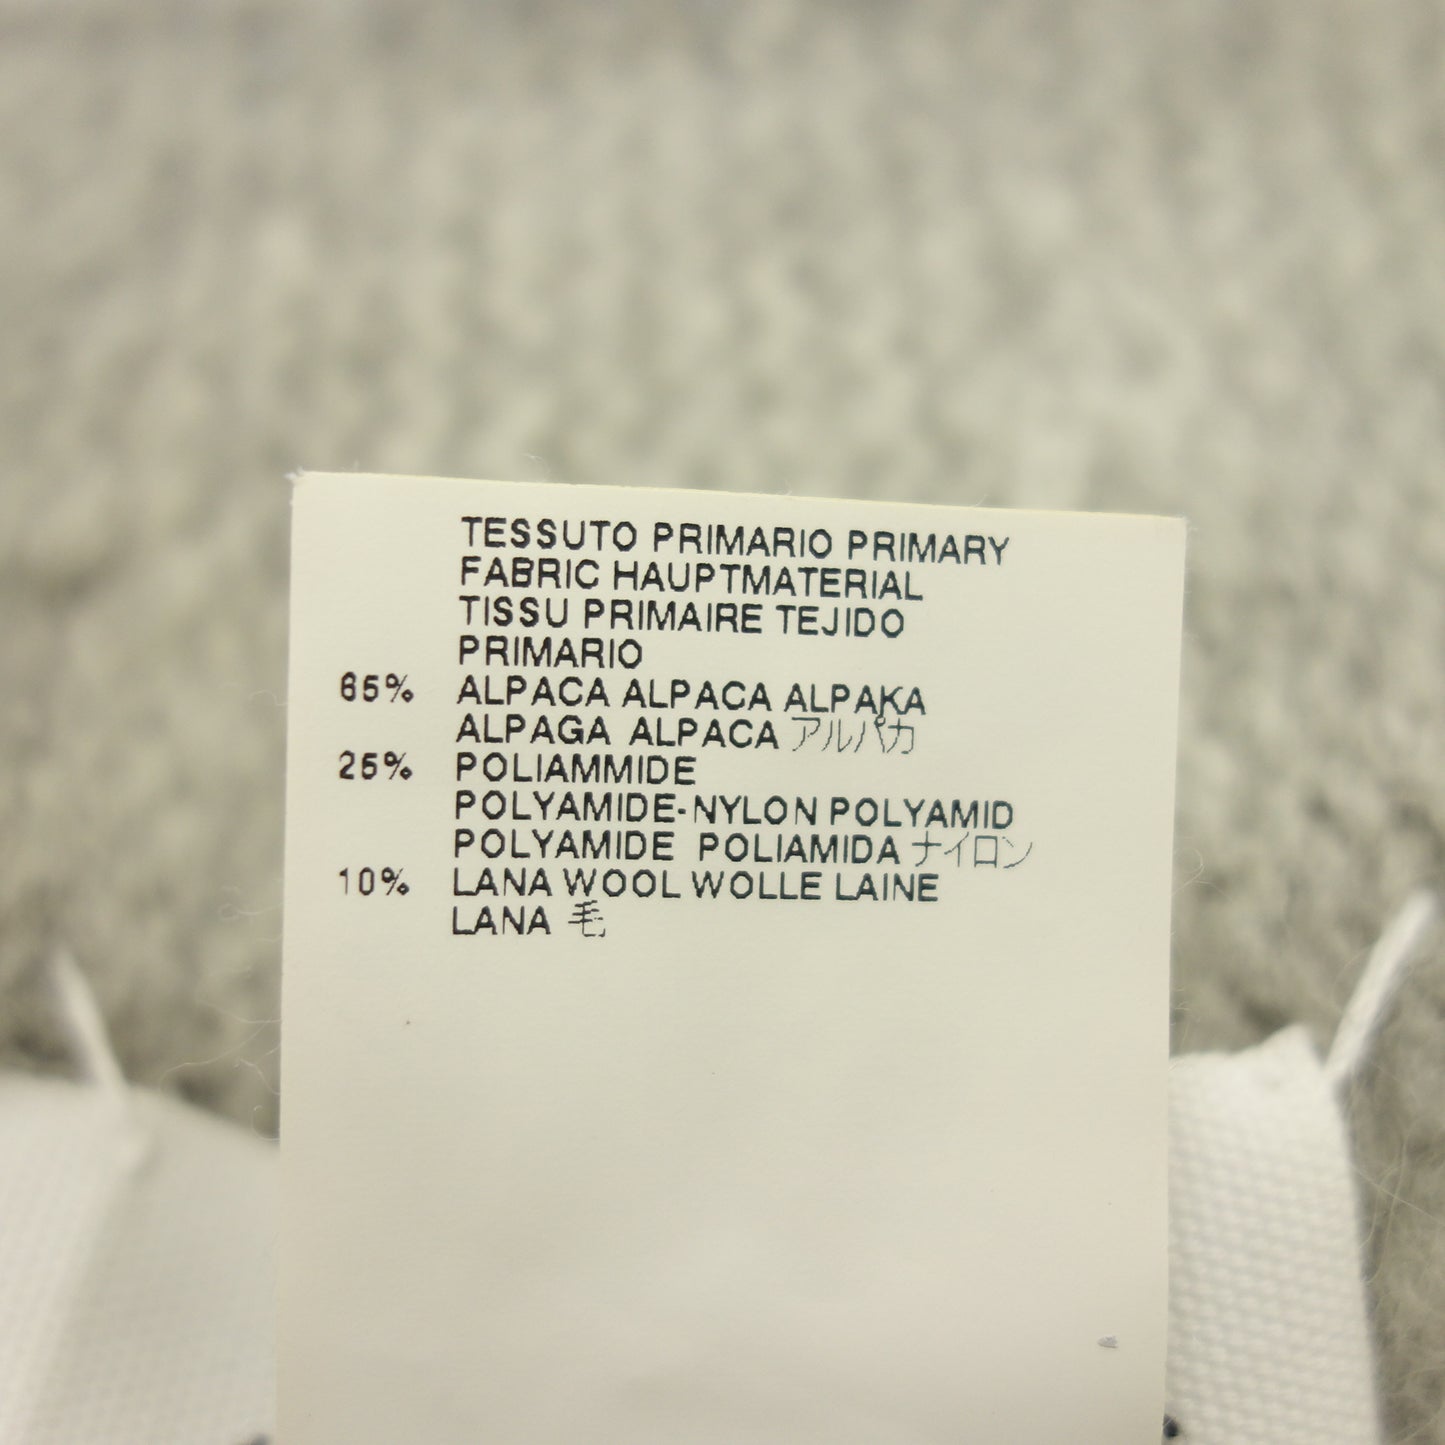 TESSUTO PRIMARIO PRIMARY
FABRIC HAUPTMATERIAL
TISSU PRIMAIRE TEJIDO
PRIMARIO
65% ALPACA ALPACA ALPAKA
ALPAGA ALPACA アルパカ
25% POLIAMMIDE
POLYAMIDE-NYLON POLYAMID
POLYAMIDE POLIAMIDA ナイロン
10% LANA WOOL WOLLE LAINE
LANA 毛